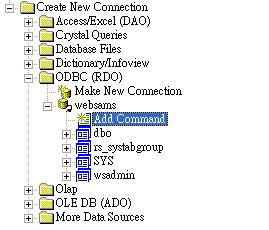 Create New Connection
Access/Excel (DAO)
Crystal Queries
Database Files
Dictionary/Infoview
ODBC (RDO)
Make New Connection
websams
Add Command
dbo
rs_systabgroup
SYS
wsadmin
Olap
OLE DB (ADO)
More Data Sources